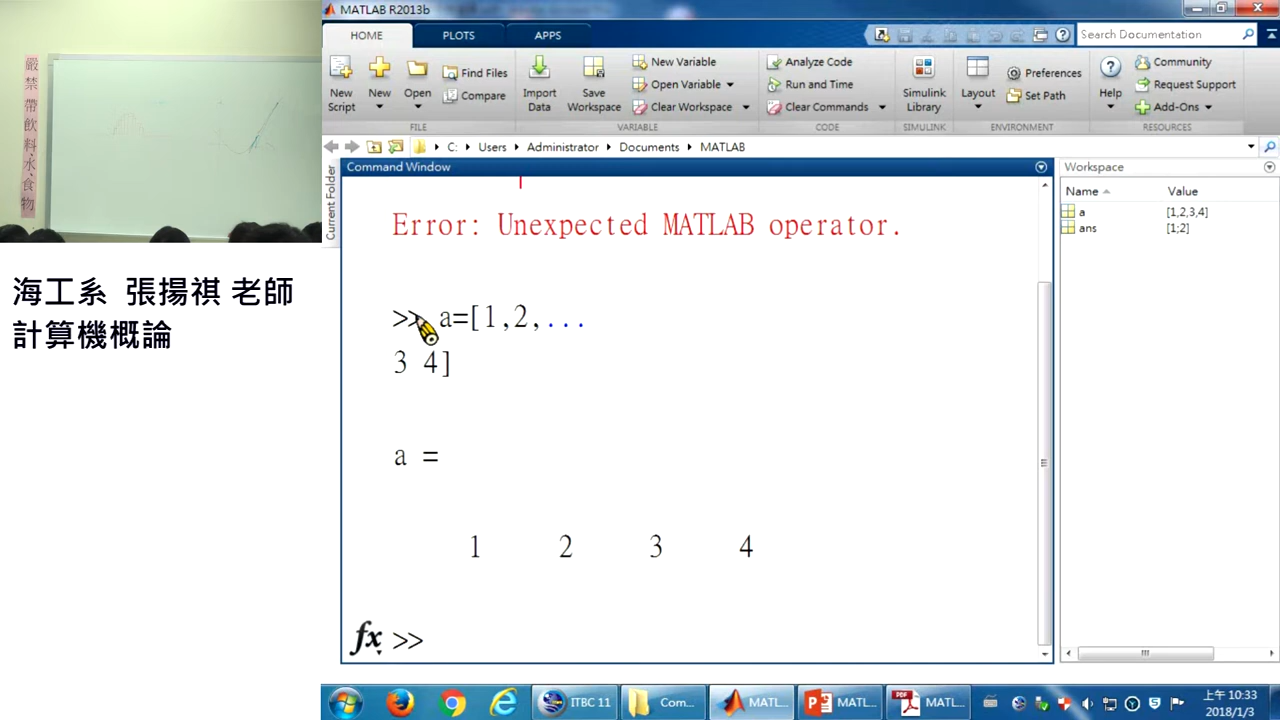 嚴禁帶飲料、水、食物
海工系 張揚祺 老師
計算機概論
MATLAB R2013b
HOME PLOTS APPS
Search Documentation
New Script
New
Open
Find Files
Compare
FILE
Import Data
Save Workspace
New Variable
Open Variable
Clear Workspace
VARIABLE
Analyze Code
Run and Time
Clear Commands
CODE
Simulink Library
SIMULINK
Layout
Preferences
Set Path
ENVIRONMENT
Help
Community
Request Support
Add-Ons
RESOURCES
C: Users Administrator Documents MATLAB
Current Folder
Command Window
Error: Unexpected MATLAB operator.
>> a=[1,2,...
3 4]
a =
1 2 3 4
fx >>
Workspace
Name Value
a [1,2,3,4]
ans [1;2]
ITBC 11
Com...
MATL...
MATL...
MATL...
上午 10:33
2018/1/3